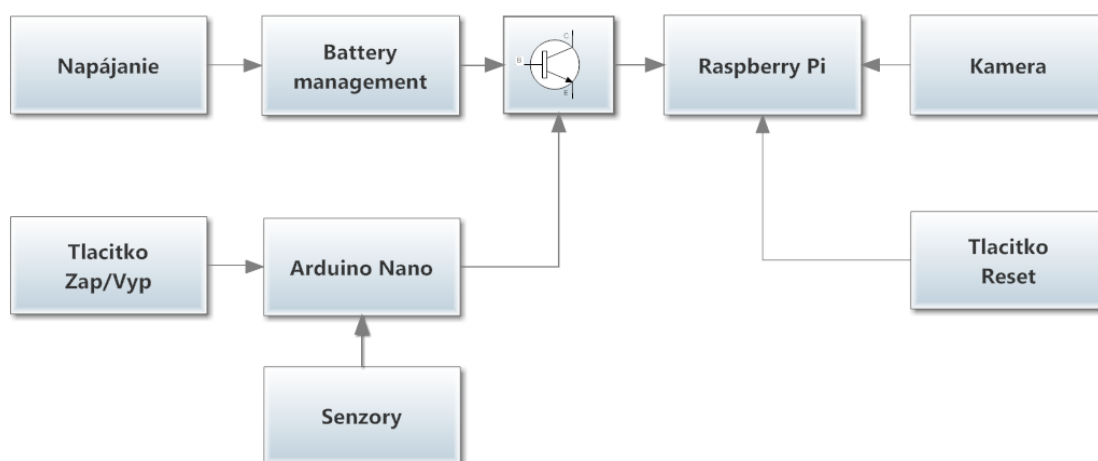 Napájanie
Battery
management
C
B
E
Raspberry Pi
Kamera
Tlacitko
Zap/Vyp
Arduino Nano
Tlacitko
Reset
Senzory